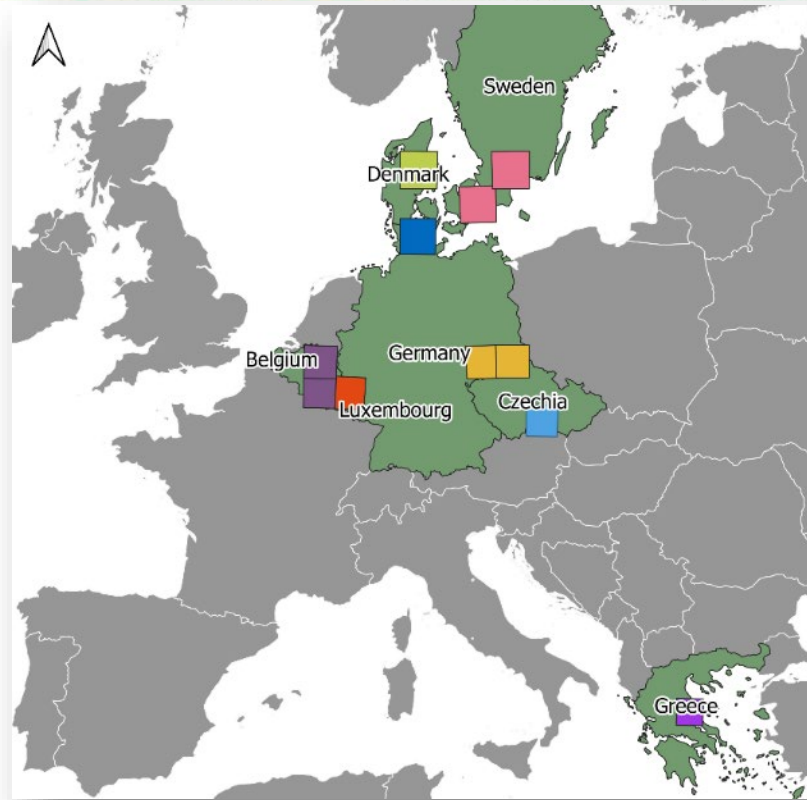 Sweden
Denmark
Belgium
Germany
Czechia
Luxembourg
Greece